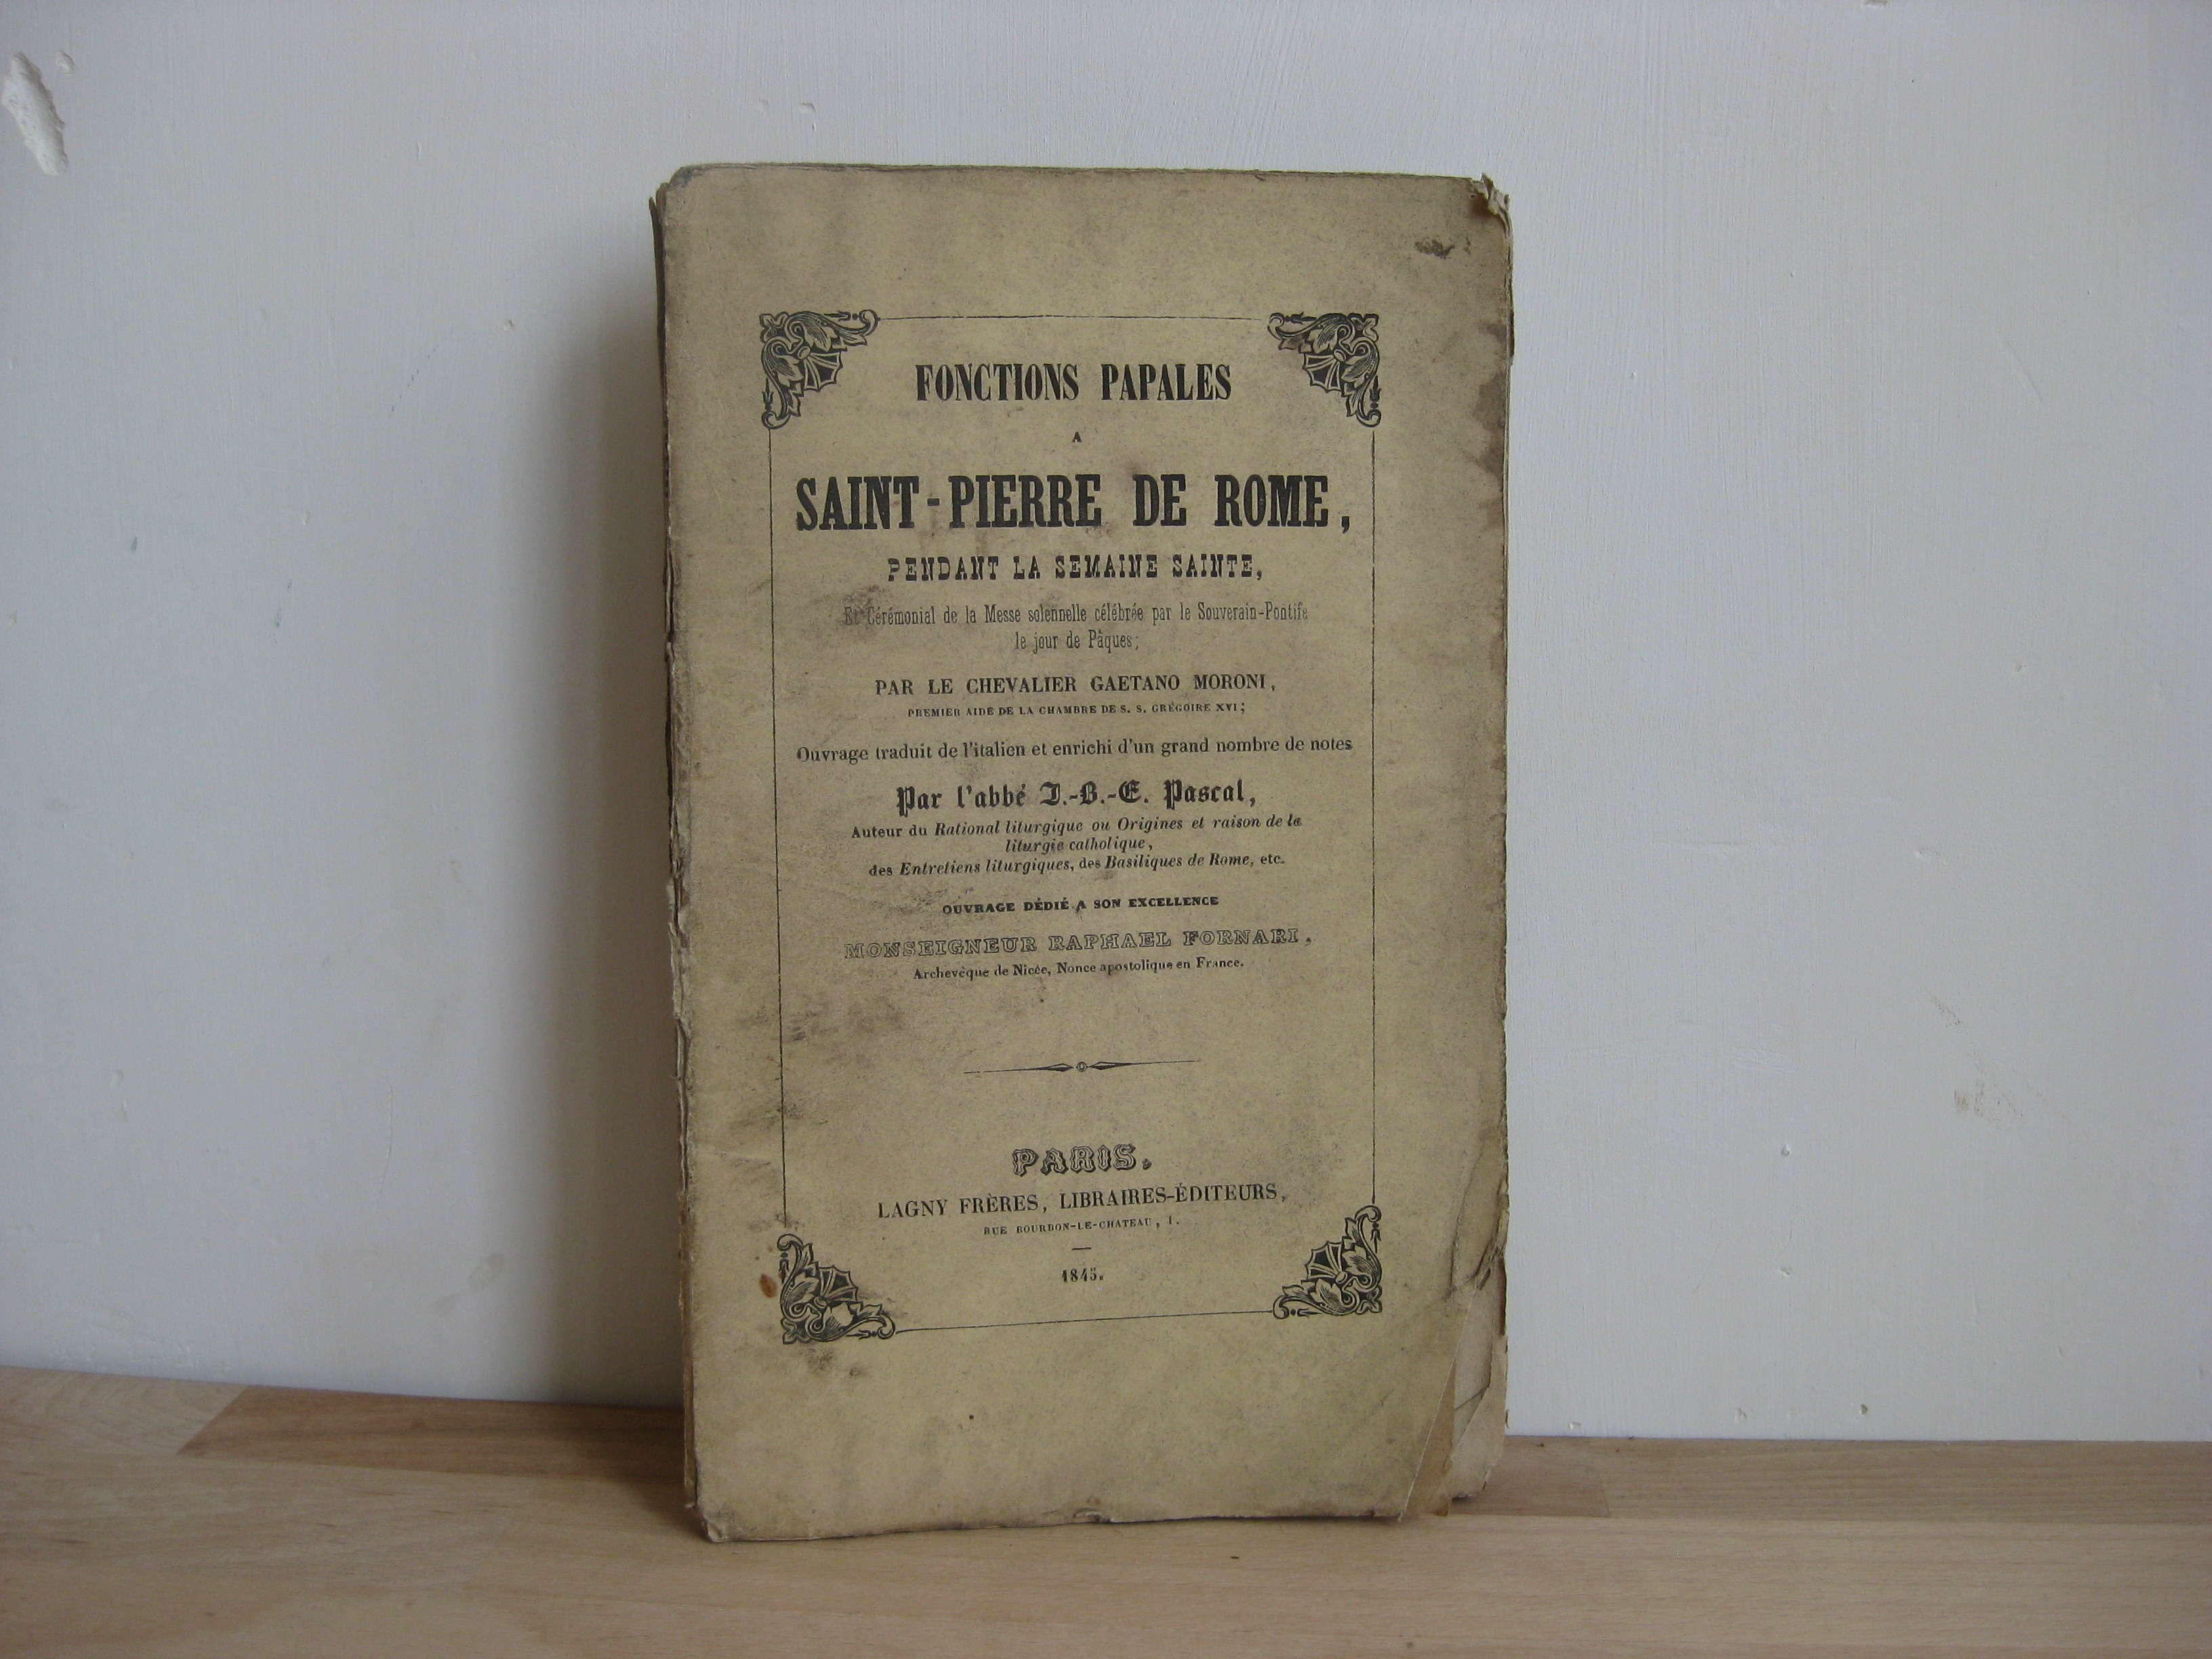 FONCTIONS PAPALES
A
SAINT-PIERRE DE ROME,
PENDANT LA SEMAINE SAINTE,
Et Cérémonial de la Messe solennelle célébrée par le Souverain-Pontife
le jour de Pâques;
PAR LE CHEVALIER GAETANO MORONI,
PREMIER AIDE DE LA CHAMBRE DE S. S. GRÉGOIRE XVI;
Ouvrage traduit de l'italien et enrichi d'un grand nombre de notes
Par l'abbé J.-B.-E. Pascal,
Auteur du Rational liturgique ou Origines et raison de la
liturgie catholique,
des Entretiens liturgiques, des Basiliques de Rome, etc.
OUVRAGE DÉDIÉ A SON EXCELLENCE
MONSEIGNEUR RAPHAEL FORNARI,
Archevêque de Nicée, Nonce apostolique en France.
PARIS,
LAGNY FRÈRES, LIBRAIRES-ÉDITEURS,
RUE BOURBON-LE-CHATEAU, 1.
1845.